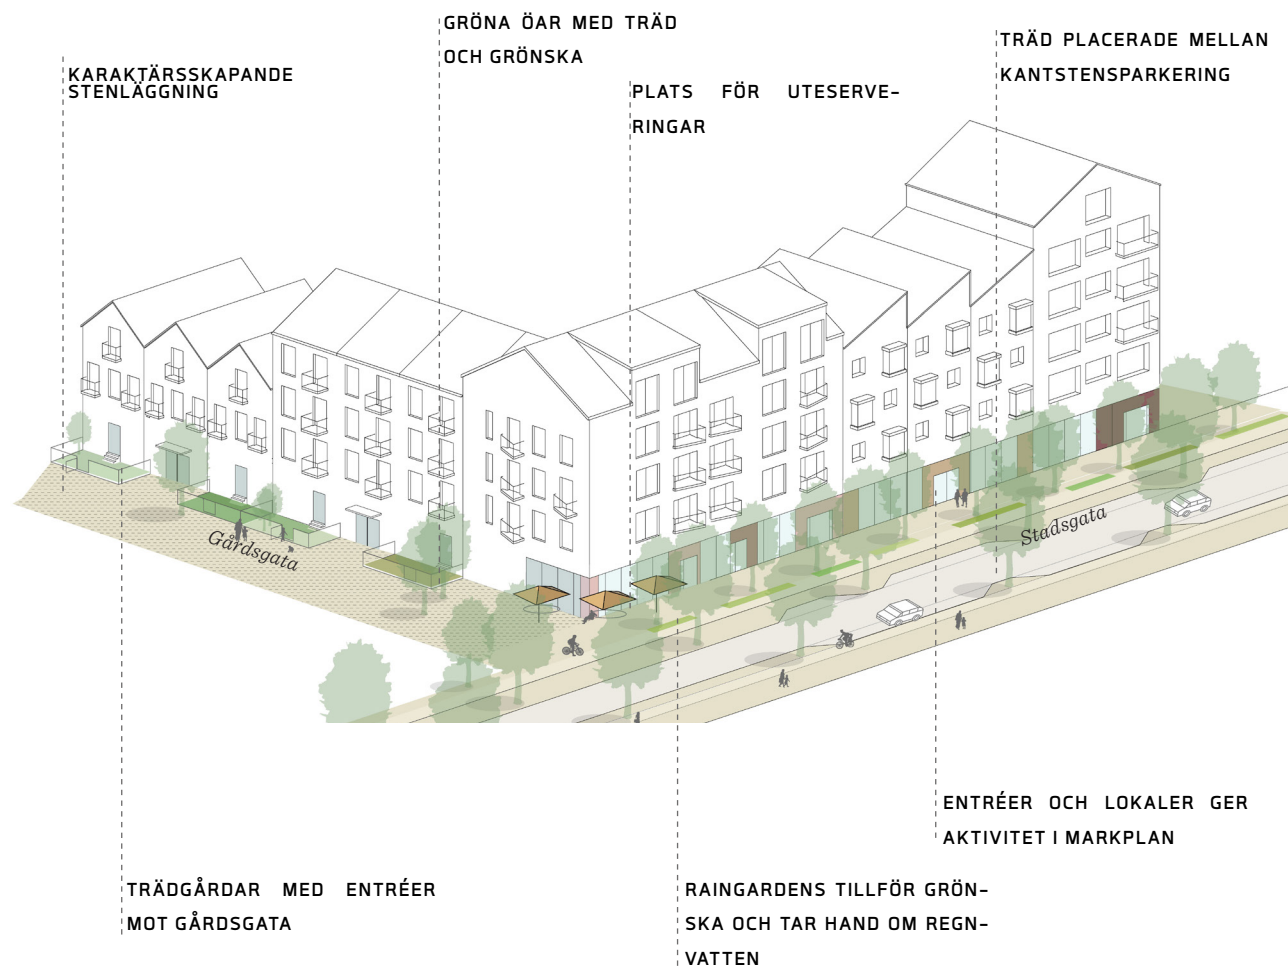 GRÖNA ÖAR MED TRÄD
OCH GRÖNSKA
TRÄD PLACERADE MELLAN
KANTSTENSPARKERING
KARAKTÄRSSKAPANDE
STENLÄGGNING
PLATS FÖR UTESERVE-
RINGAR
Gårdsgata
Stadsgata
ENTRÉER OCH LOKALER GER
AKTIVITET I MARKPLAN
TRÄDGÅRDAR MED ENTRÉER
MOT GÅRDSGATA
RAINGARDENS TILLFÖR GRÖN-
SKA OCH TAR HAND OM REGN-
VATTEN